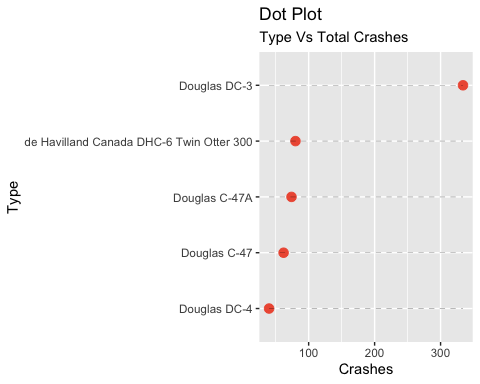 Dot Plot
Type Vs Total Crashes
Douglas DC-3
de Havilland Canada DHC-6 Twin Otter 300
Douglas C-47A
Douglas C-47
Douglas DC-4
Type
100 200 300
Crashes